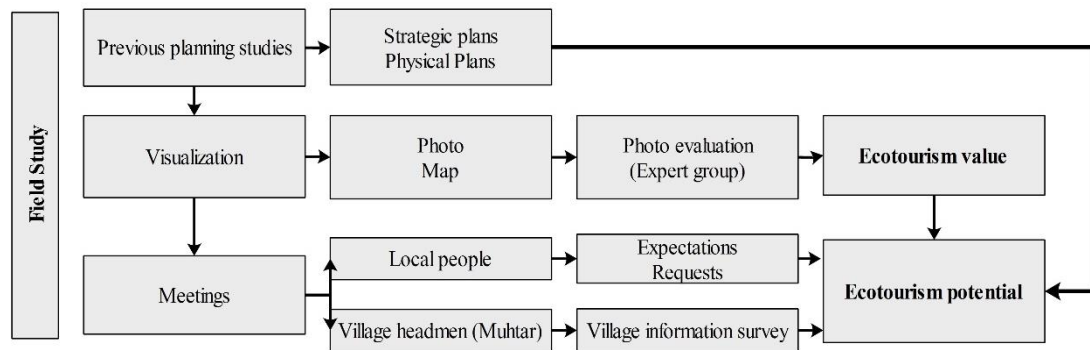 Field Study
Previous planning studies
Strategic plans
Physical Plans
Visualization
Photo
Map
Photo evaluation
(Expert group)
Ecotourism value
Meetings
Local people
Expectations
Requests
Ecotourism potential
Village headmen (Muhtar)
Village information survey